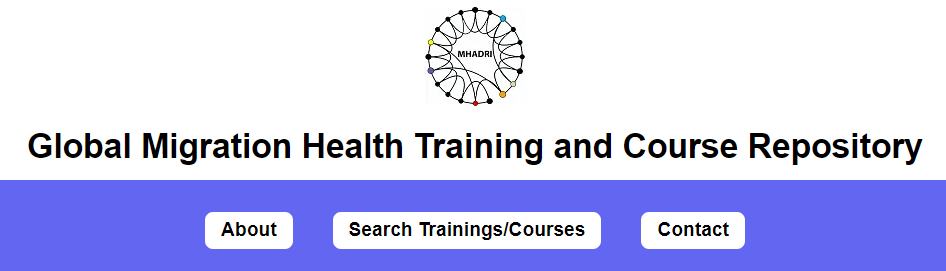 MHADRI
Global Migration Health Training and Course Repository
About
Search Trainings/Courses
Contact